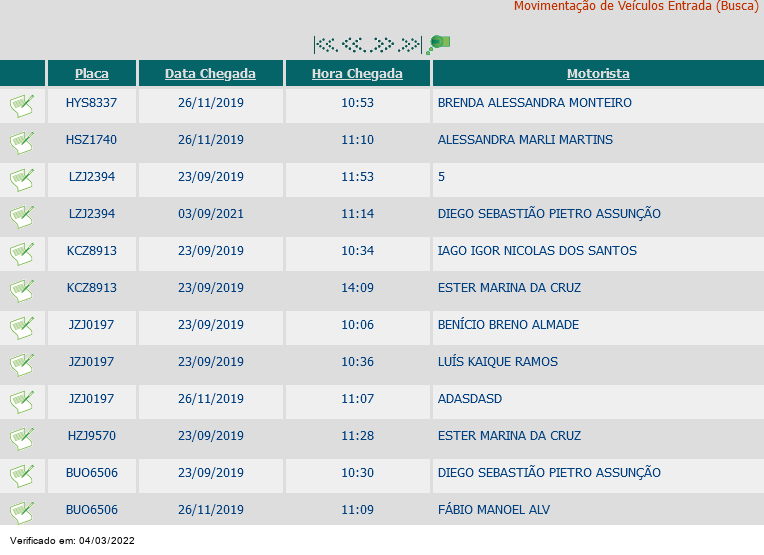 Movimentação de Veículos Entrada (Busca)
Placa Data Chegada Hora Chegada Motorista
HYS8337 26/11/2019 10:53 BRENDA ALESSANDRA MONTEIRO
HSZ1740 26/11/2019 11:10 ALESSANDRA MARLI MARTINS
LZJ2394 23/09/2019 11:53 5
LZJ2394 03/09/2021 11:14 DIEGO SEBASTIÃO PIETRO ASSUNÇÃO
KCZ8913 23/09/2019 10:34 IAGO IGOR NICOLAS DOS SANTOS
KCZ8913 23/09/2019 14:09 ESTER MARINA DA CRUZ
JZJ0197 23/09/2019 10:06 BENÍCIO BRENO ALMADE
JZJ0197 23/09/2019 10:36 LUÍS KAIQUE RAMOS
JZJ0197 26/11/2019 11:07 ADASDASD
HZJ9570 23/09/2019 11:28 ESTER MARINA DA CRUZ
BUO6506 23/09/2019 10:30 DIEGO SEBASTIÃO PIETRO ASSUNÇÃO
BUO6506 26/11/2019 11:09 FÁBIO MANOEL ALV
Verificado em: 04/03/2022